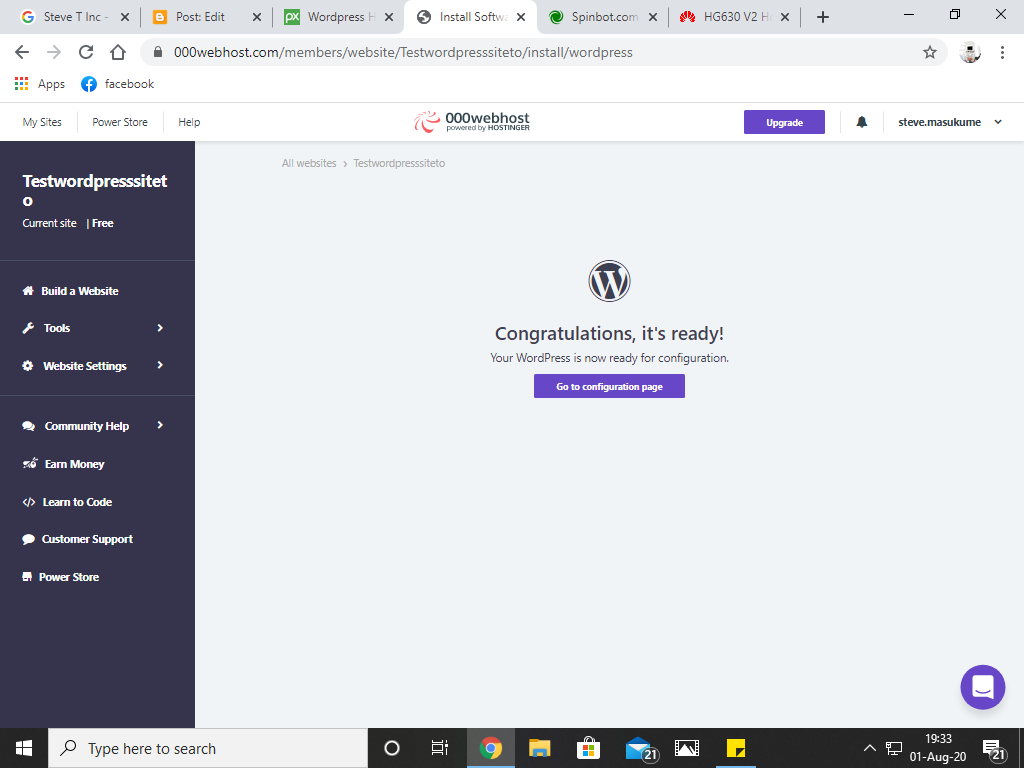 Steve T Inc -
Post: Edit
Wordpress H
Install Softwa
Spinbot.com
HG630 V2 H
000webhost.com/members/website/Testwordpresssiteto/install/wordpress
Apps
facebook
My Sites
Power Store
Help
000webhost
powered by HOSTINGER
Upgrade
steve.masukume
Testwordpresssitet
o
Current site | Free
Build a Website
Tools
Website Settings
Community Help
Earn Money
Learn to Code
Customer Support
Power Store
All websites › Testwordpresssiteto
Congratulations, it's ready!
Your WordPress is now ready for configuration.
Go to configuration page
Type here to search
21
19:33
01-Aug-20
21